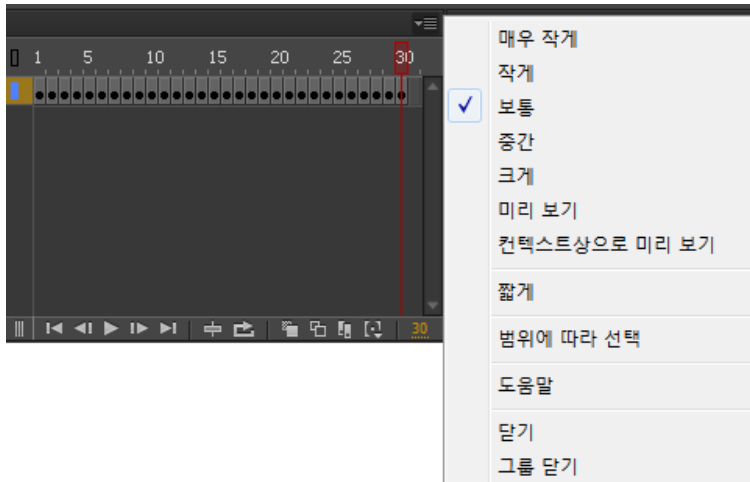 1 5 10 15 20 25 30
30
매우 작게
작게
보통
중간
크게
미리 보기
컨텍스트상으로 미리 보기
짧게
범위에 따라 선택
도움말
닫기
그룹 닫기